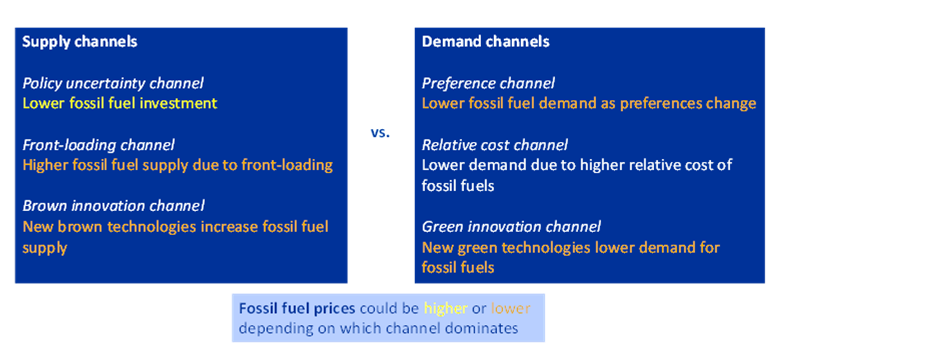 Supply channels
Policy uncertainty channel
Lower fossil fuel investment
Front-loading channel
Higher fossil fuel supply due to front-loading
Brown innovation channel
New brown technologies increase fossil fuel
supply
vs.
Demand channels
Preference channel
Lower fossil fuel demand as preferences change
Relative cost channel
Lower demand due to higher relative cost of
fossil fuels
Green innovation channel
New green technologies lower demand for
fossil fuels
Fossil fuel prices could be higher or lower
depending on which channel dominates